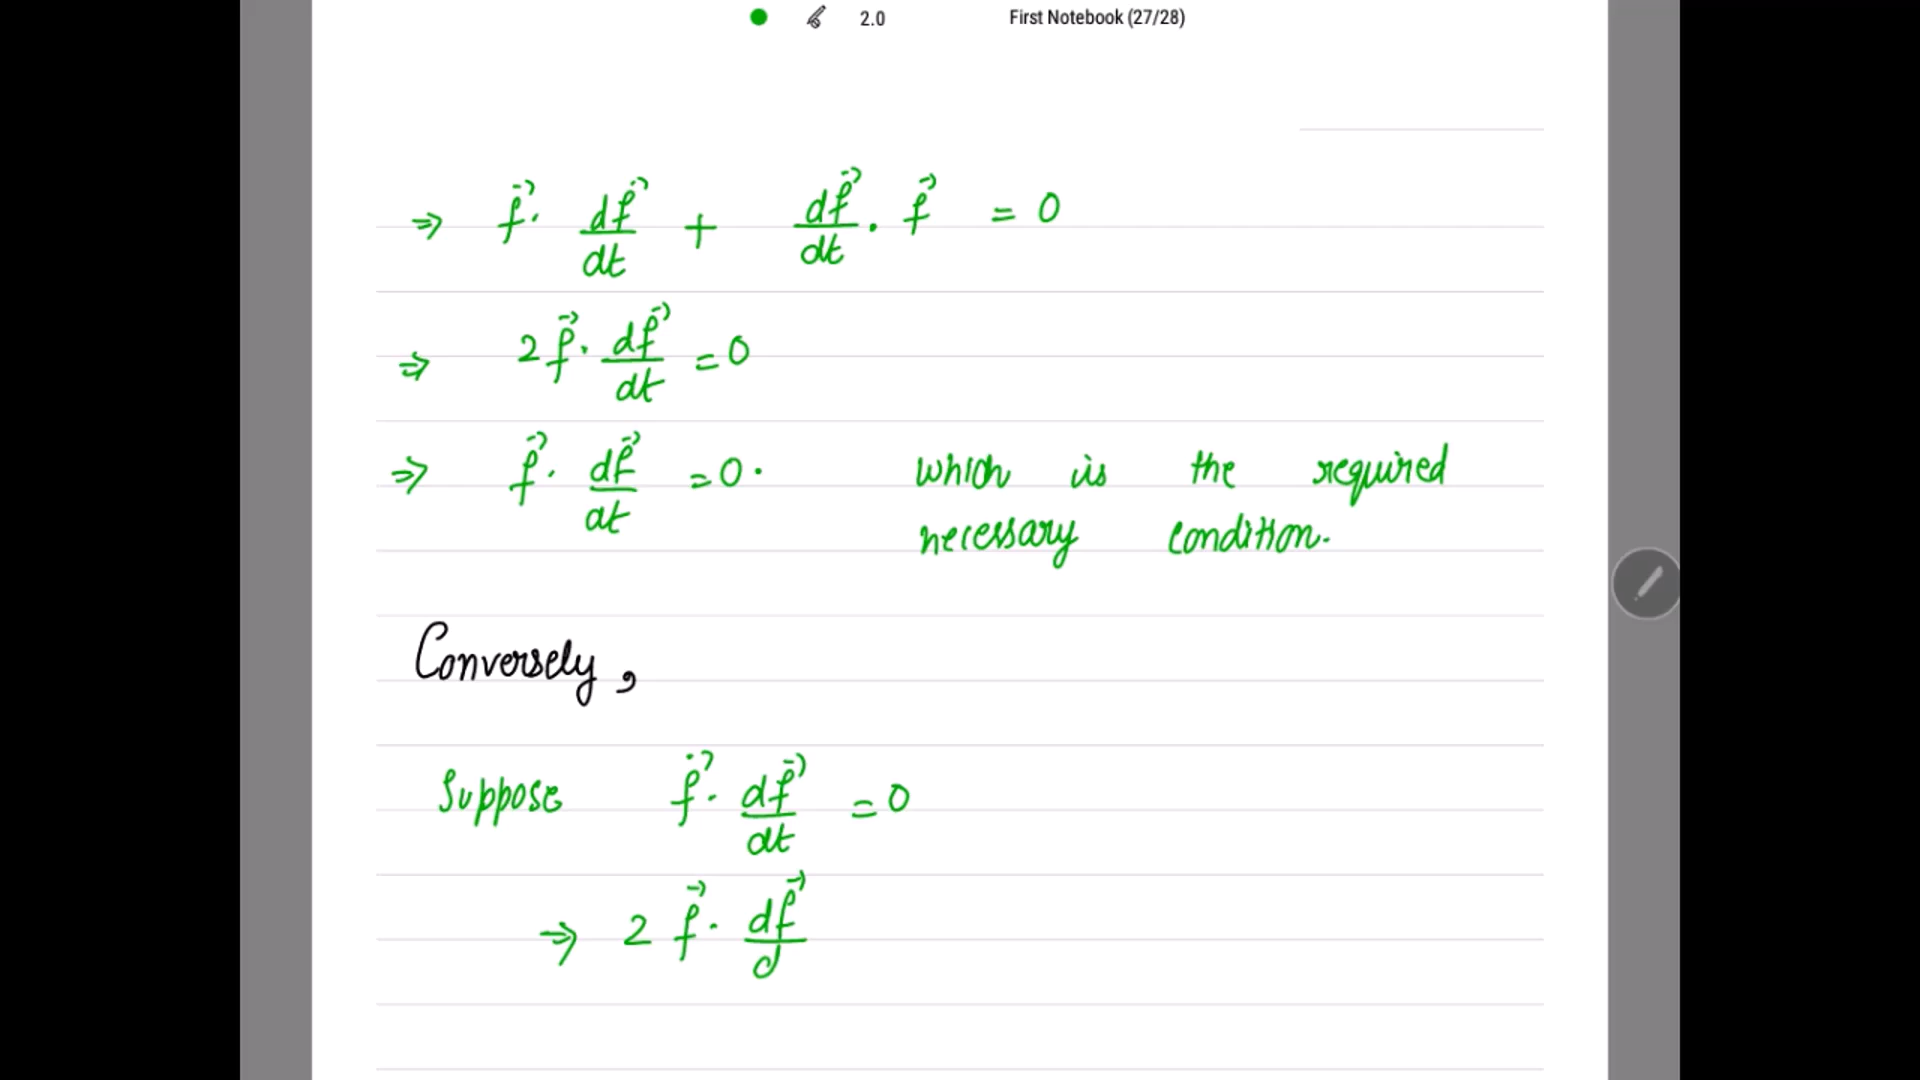 2.0 First Notebook (27/28)
⇒ f⃗ · df⃗/dt + df⃗/dt · f⃗ = 0
⇒ 2 f⃗ · df⃗/dt = 0
⇒ f⃗ · df⃗/dt = 0. which is the required
necessary condition.
Conversely,
Suppose f⃗ · df⃗/dt = 0
⇒ 2 f⃗ · df⃗/d